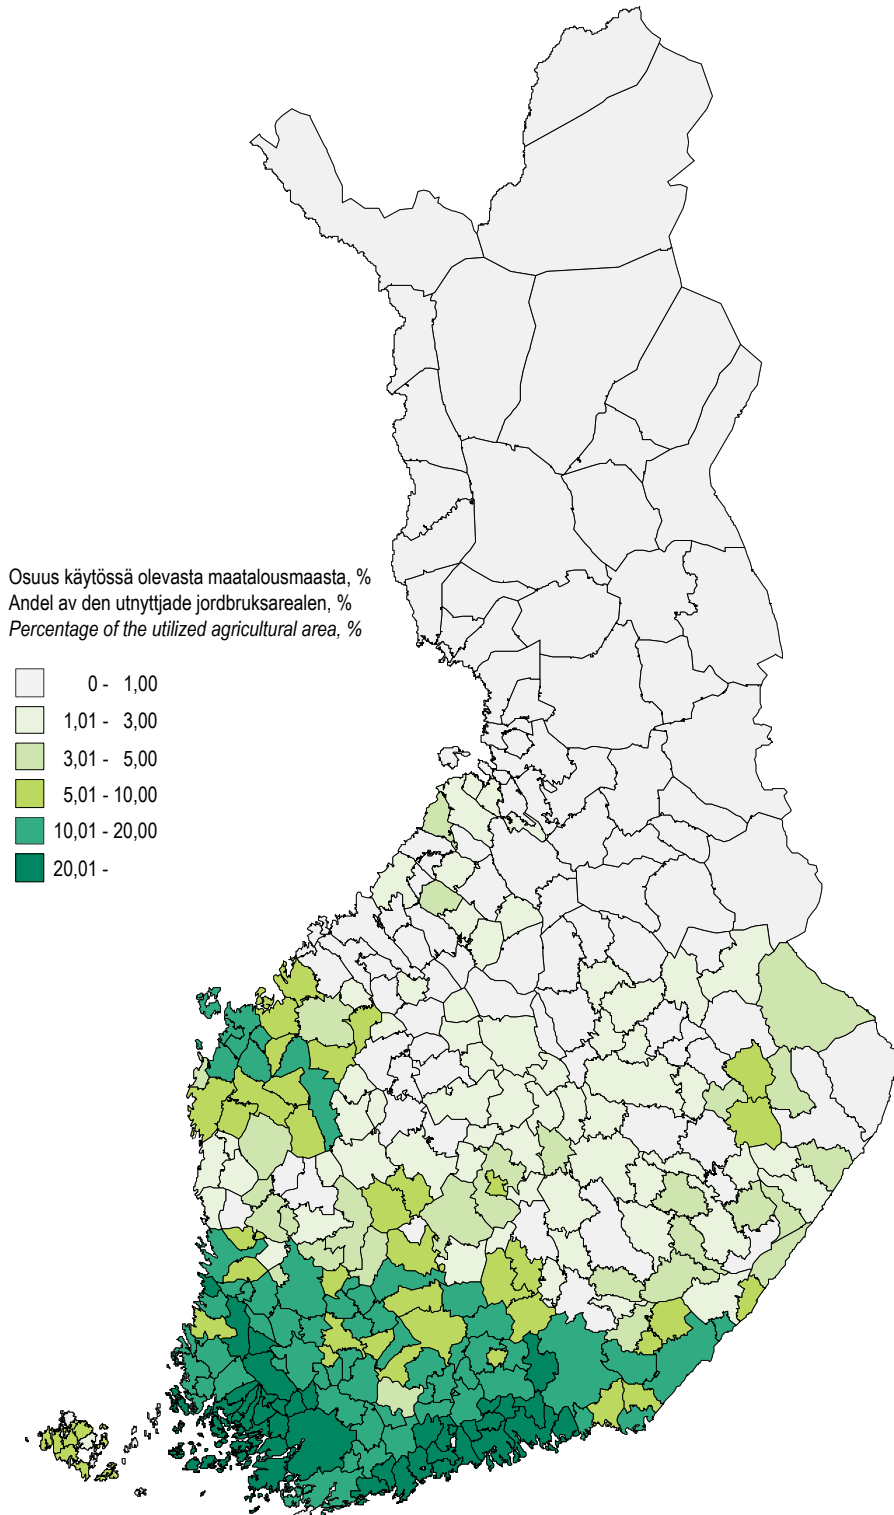 Osuus käytössä olevasta maatalousmaasta, %
Andel av den utnyttjade jordbruksarealen, %
Percentage of the utilized agricultural area, %
0 - 1,00
1,01 - 3,00
3,01 - 5,00
5,01 - 10,00
10,01 - 20,00
20,01 -